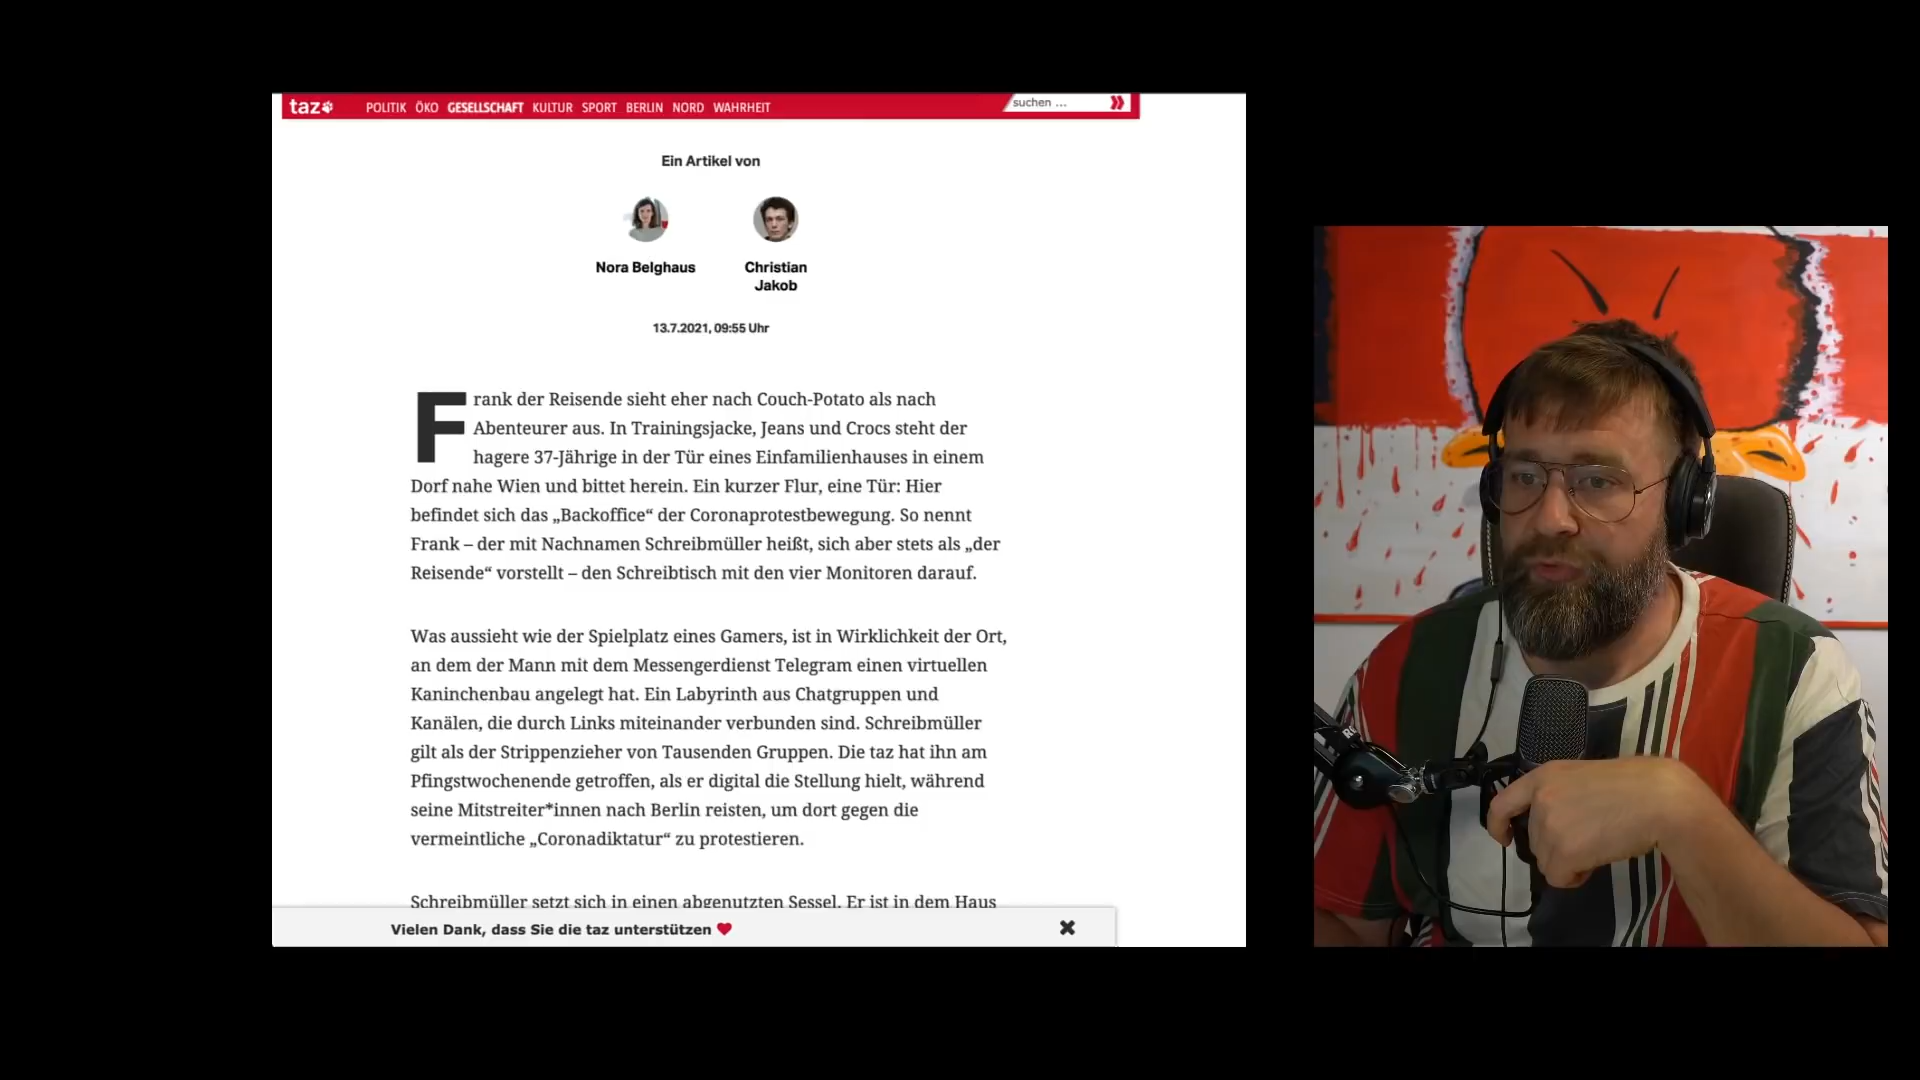 taz
POLITIK ÖKO GESELLSCHAFT KULTUR SPORT BERLIN NORD WAHRHEIT
suchen ...
Ein Artikel von
Nora Belghaus
Christian
Jakob
13.7.2021, 09:55 Uhr
Frank der Reisende sieht eher nach Couch-Potato als nach
Abenteurer aus. In Trainingsjacke, Jeans und Crocs steht der
hagere 37-Jährige in der Tür eines Einfamilienhauses in einem
Dorf nahe Wien und bittet herein. Ein kurzer Flur, eine Tür: Hier
befindet sich das „Backoffice“ der Coronaprotestbewegung. So nennt
Frank – der mit Nachnamen Schreibmüller heißt, sich aber stets als „der
Reisende“ vorstellt – den Schreibtisch mit den vier Monitoren darauf.
Was aussieht wie der Spielplatz eines Gamers, ist in Wirklichkeit der Ort,
an dem der Mann mit dem Messengerdienst Telegram einen virtuellen
Kaninchenbau angelegt hat. Ein Labyrinth aus Chatgruppen und
Kanälen, die durch Links miteinander verbunden sind. Schreibmüller
gilt als der Strippenzieher von Tausenden Gruppen. Die taz hat ihn am
Pfingstwochenende getroffen, als er digital die Stellung hielt, während
seine Mitstreiter*innen nach Berlin reisten, um dort gegen die
vermeintliche „Coronadiktatur“ zu protestieren.
Schreibmüller setzt sich in einen abgenutzten Sessel. Er ist in dem Haus
Vielen Dank, dass Sie die taz unterstützen ❤